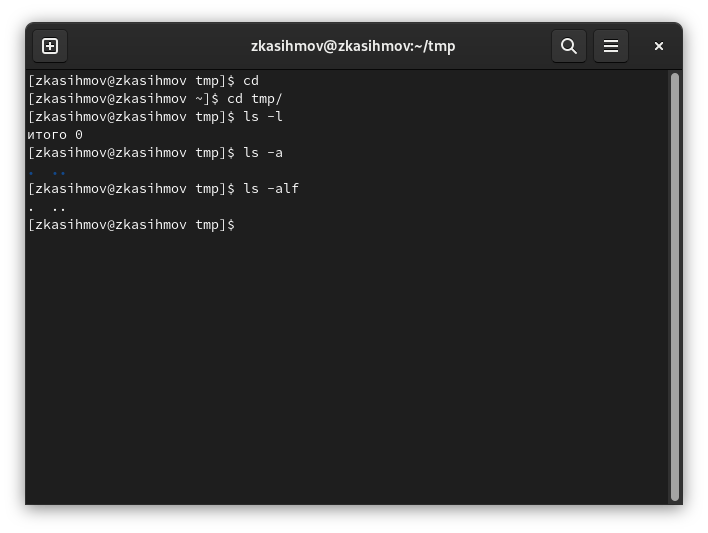 zkasihmov@zkasihmov:~/tmp
[zkasihmov@zkasihmov tmp]$ cd
[zkasihmov@zkasihmov ~]$ cd tmp/
[zkasihmov@zkasihmov tmp]$ ls -l
итого 0
[zkasihmov@zkasihmov tmp]$ ls -a
.  ..
[zkasihmov@zkasihmov tmp]$ ls -alf
.  ..
[zkasihmov@zkasihmov tmp]$